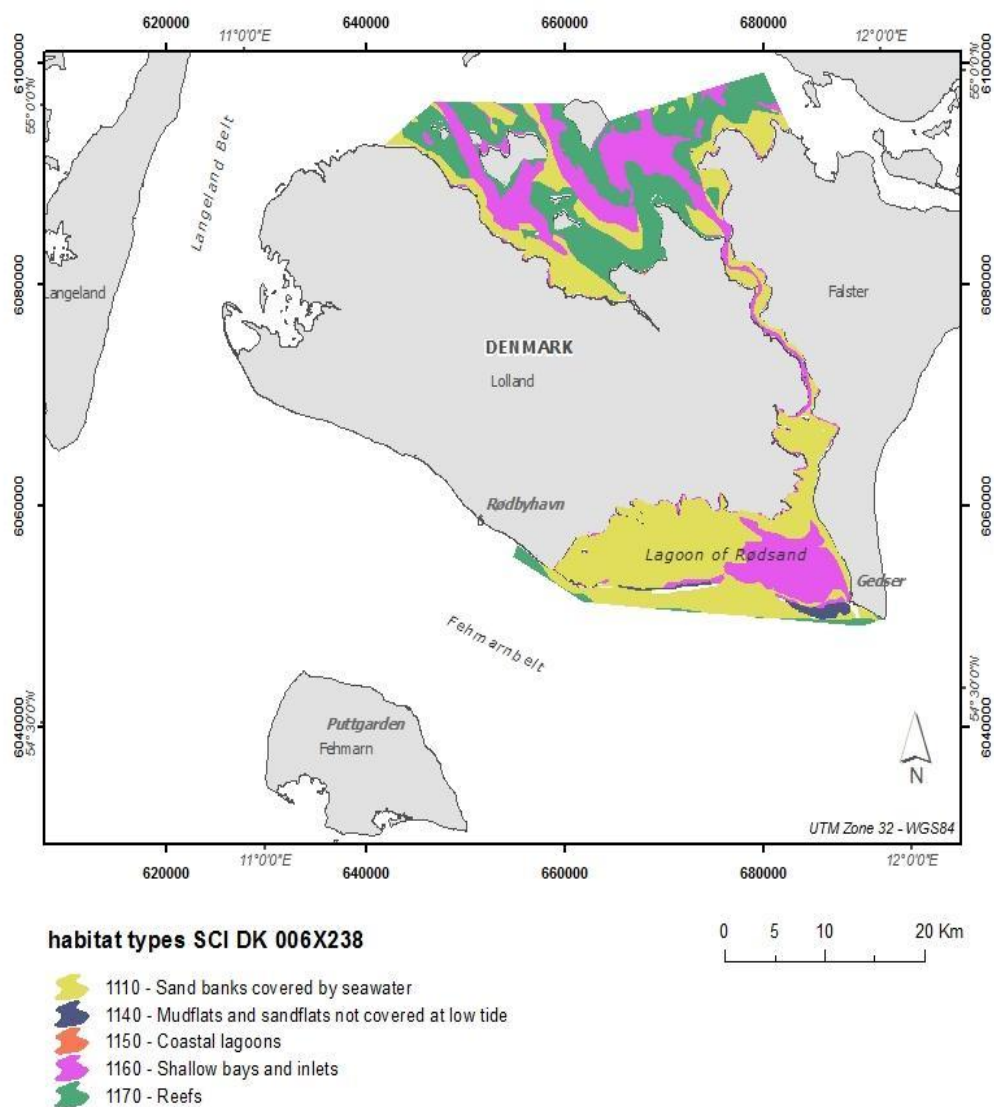 620000
640000
660000
680000
11°0'0"E
12°0'0"E
6100000
6100000
55°0'0"N
55°0'0"N
Langeland Belt
6080000
6080000
Langeland
Falster
DENMARK
Lolland
6060000
6060000
Rødbyhavn
Lagoon of Rødsand
Gedser
Fehmarnbelt
54°30'0"N
54°30'0"N
6040000
6040000
Puttgarden
Fehmarn
N
UTM Zone 32 - WGS84
11°0'0"E
12°0'0"E
620000
640000
660000
680000
habitat types SCI DK 006X238
0 5 10 20 Km
1110 - Sand banks covered by seawater
1140 - Mudflats and sandflats not covered at low tide
1150 - Coastal lagoons
1160 - Shallow bays and inlets
1170 - Reefs